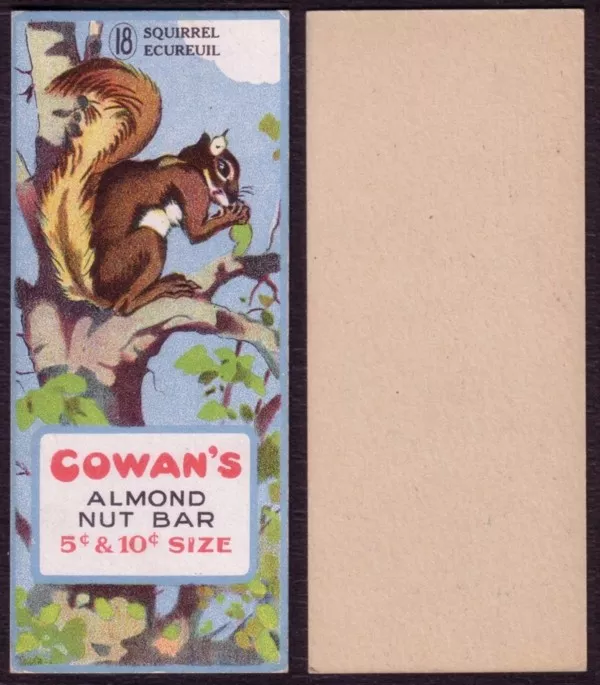 18 SQUIRREL
ECUREUIL
COWAN'S
ALMOND
NUT BAR
5¢ & 10¢ SIZE